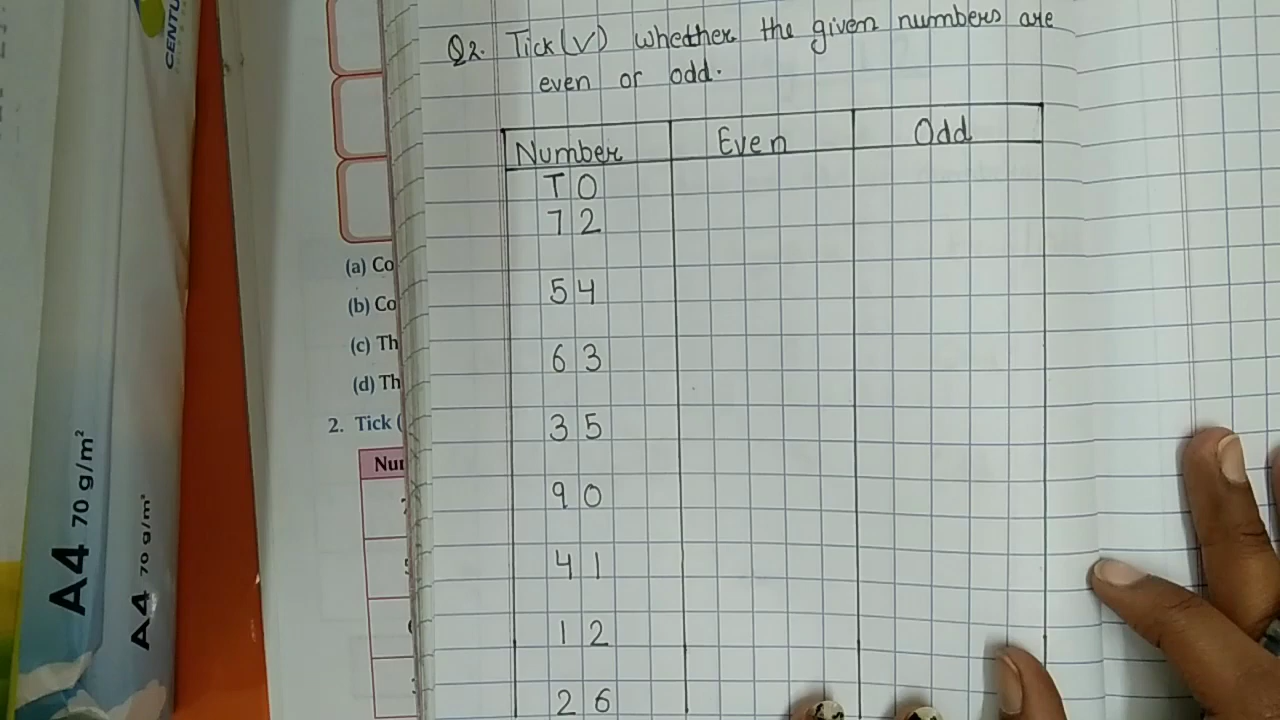 CENTU
A4 70 g/m²
A4 70 g/m²
(a) Co
(b) Co
(c) Th
(d) Th
2. Tick (
Nu
Q2. Tick(√) whether the given numbers are
even or odd.
Number Even Odd
T O
7 2
5 4
6 3
3 5
9 0
4 1
1 2
2 6